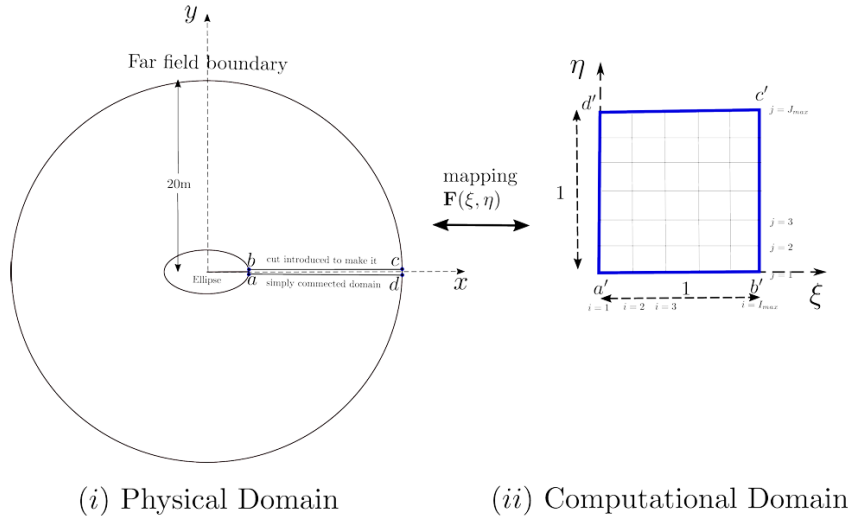 y
Far field boundary
20m
b
cut introduced to make it
c
Ellipse
a
simply commected domain
d
x
mapping
F(ξ, η)
η
d′
c′
j = J_max
1
j = 3
j = 2
j = 1
a′
1
b′
ξ
i = 1
i = 2
i = 3
i = I_max
(i) Physical Domain
(ii) Computational Domain